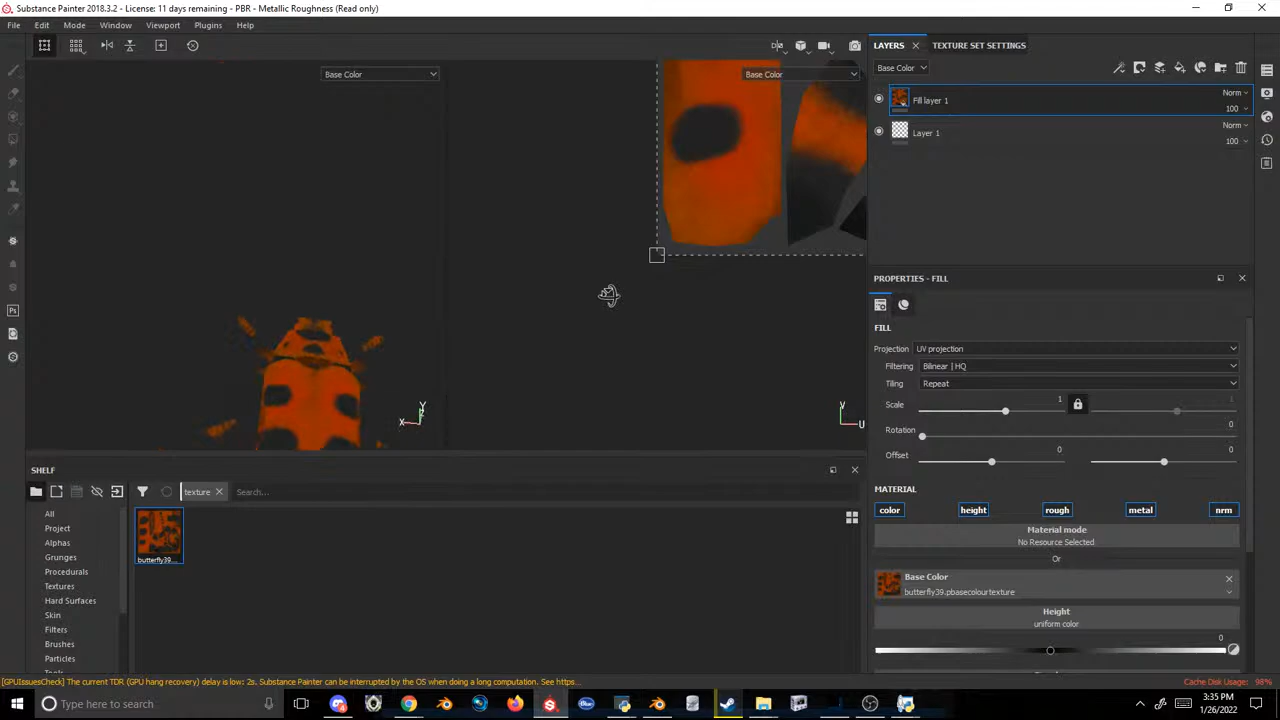 Substance Painter 2018.3.2 - License: 11 days remaining - PBR - Metallic Roughness (Read only)
File Edit Mode Window Viewport Plugins Help
LAYERS TEXTURE SET SETTINGS
Base Color Base Color Base Color
Norm
Fill layer 1
100
Norm
Layer 1
100
PROPERTIES - FILL
FILL
Projection UV projection
Filtering Bilinear | HQ
Tiling Repeat
Scale 1 1
Rotation 0
Offset 0 0
Y
X
V
U
MATERIAL
color height rough metal nrm
Material mode
No Resource Selected
Or
Base Color
butterfly39.pbasecolourtexture
Height
uniform color
0
SHELF
texture Search...
All
Project
Alphas
Grunges
Procedurals
Textures
Hard Surfaces
Skin
Filters
Brushes
Particles
butterfly39....
Ps
[GPUIssuesCheck] The current TDR (GPU hang recovery) delay is low: 2s. Substance Painter can be interrupted by the OS when doing a long computation. See https...
Cache Disk Usage: 98%
Type here to search
3:35 PM
1/26/2022